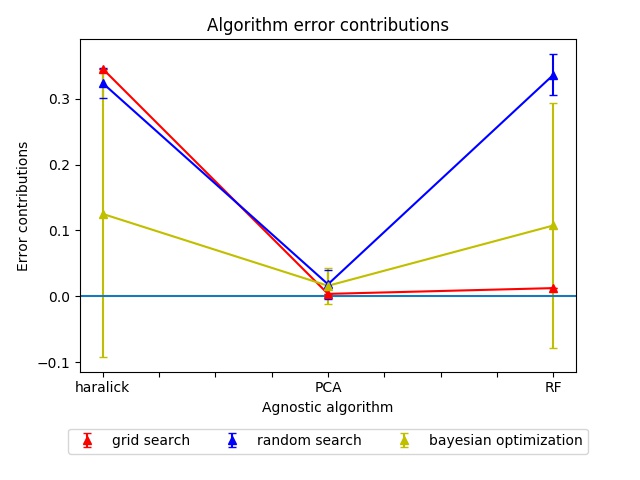 Algorithm error contributions
Error contributions
0.3
0.2
0.1
0.0
−0.1
haralick PCA RF
Agnostic algorithm
grid search random search bayesian optimization